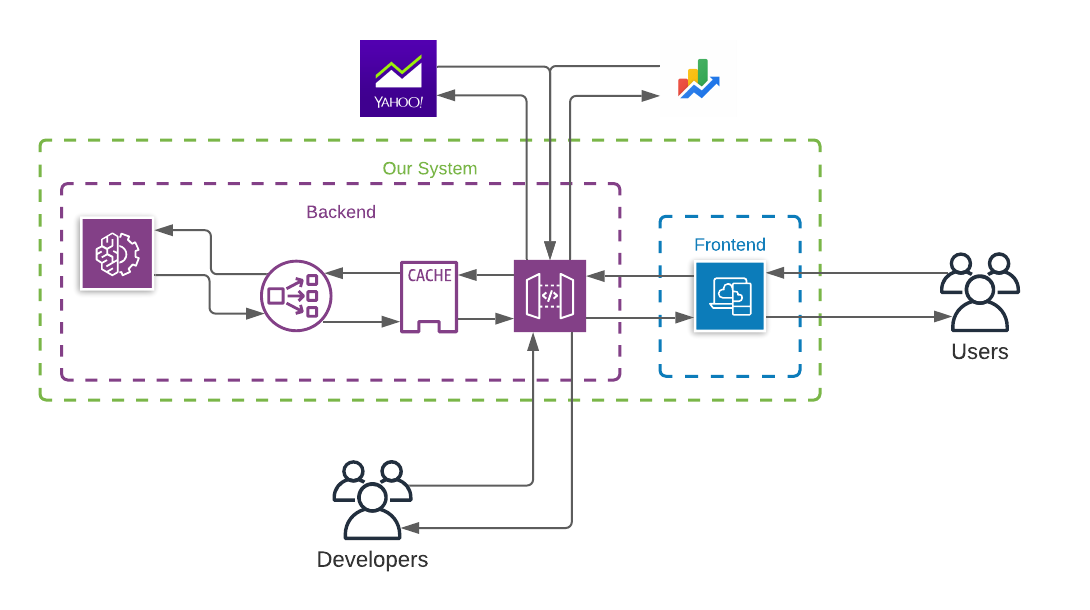 YAHOO!
Our System
Backend
Frontend
CACHE
</>
Users
Developers